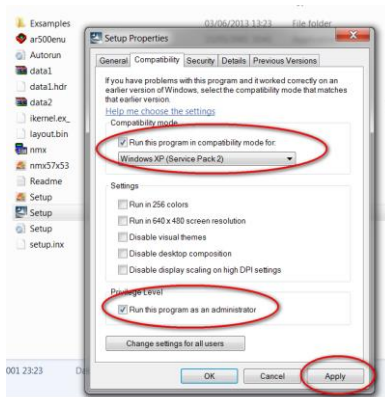 Exsamples 03/06/2013 13:23 File folder
ar500enu
Autorun
data1
data1.hdr
data2
ikernel.ex_
layout.bin
nmx
nmx57x53
Readme
Setup
Setup
Setup
setup.inx
001 23:23
Setup Properties
General Compatibility Security Details Previous Versions
If you have problems with this program and it worked correctly on an
earlier version of Windows, select the compatibility mode that matches
that earlier version.
Help me choose the settings
Compatibility mode
Run this program in compatibility mode for:
Windows XP (Service Pack 2)
Settings
Run in 256 colors
Run in 640 x 480 screen resolution
Disable visual themes
Disable desktop composition
Disable display scaling on high DPI settings
Privilege Level
Run this program as an administrator
Change settings for all users
OK Cancel Apply